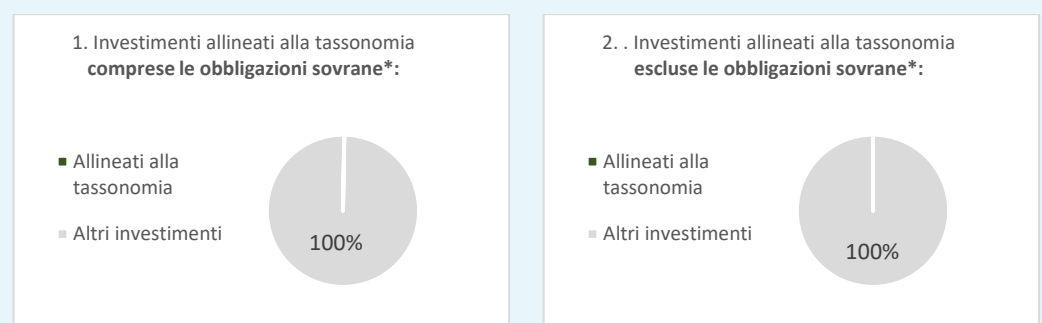 1. Investimenti allineati alla tassonomia
comprese le obbligazioni sovrane*:
Allineati alla
tassonomia
Altri investimenti
100%
2. . Investimenti allineati alla tassonomia
escluse le obbligazioni sovrane*:
Allineati alla
tassonomia
Altri investimenti
100%